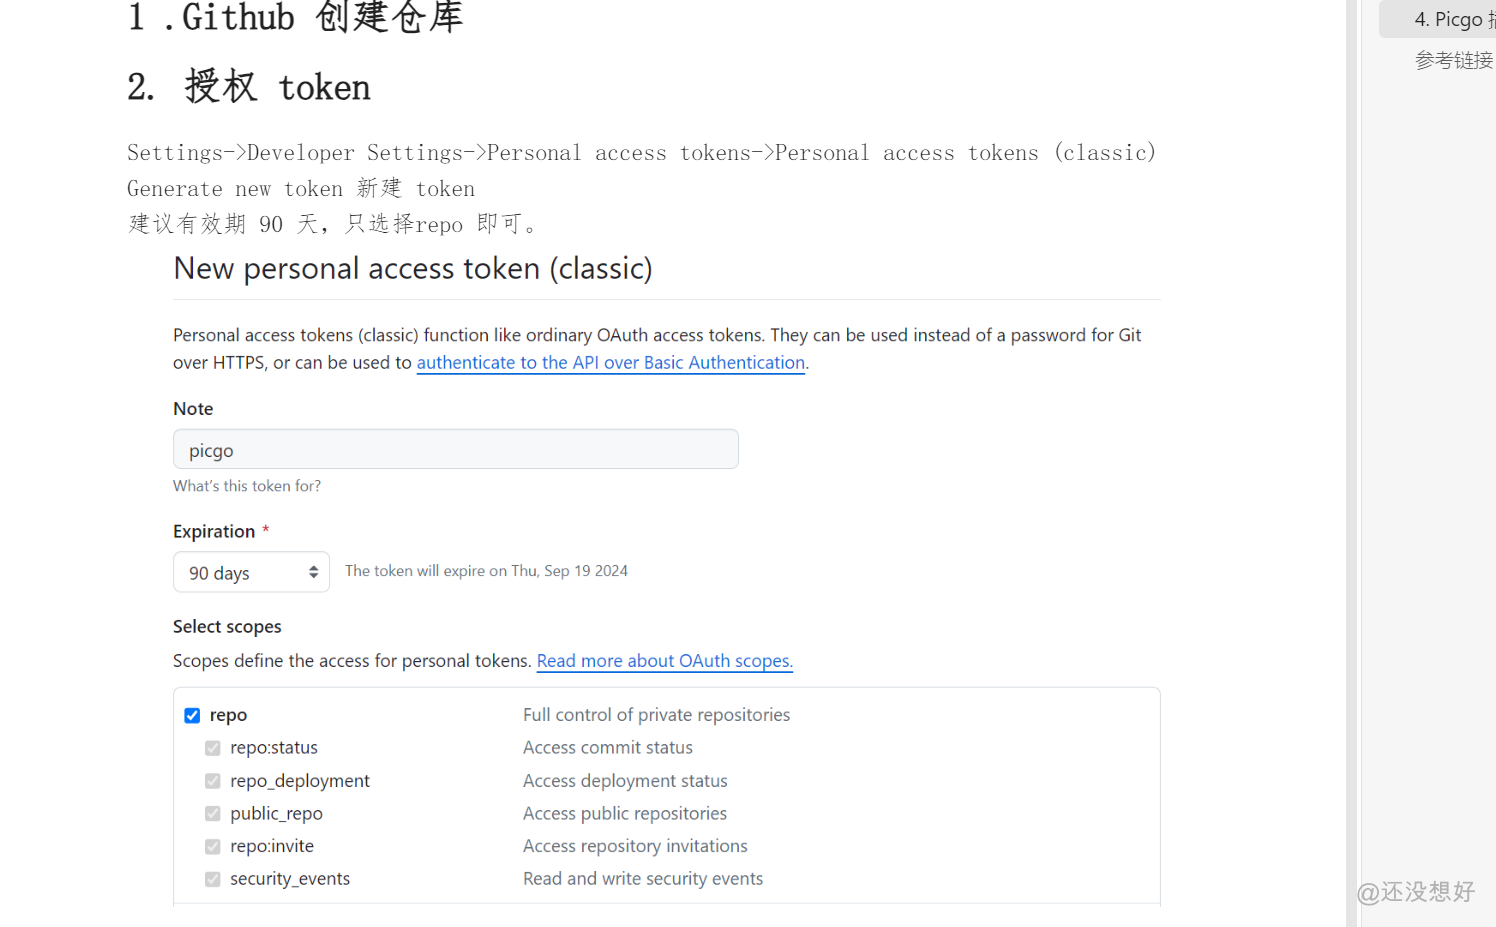 1 .Github 创建仓库
2. 授权 token
Settings->Developer Settings->Personal access tokens->Personal access tokens (classic)
Generate new token 新建 token
建议有效期 90 天, 只选择repo 即可。
New personal access token (classic)
Personal access tokens (classic) function like ordinary OAuth access tokens. They can be used instead of a password for Git
over HTTPS, or can be used to authenticate to the API over Basic Authentication.
Note
picgo
What's this token for?
Expiration *
90 days The token will expire on Thu, Sep 19 2024
Select scopes
Scopes define the access for personal tokens. Read more about OAuth scopes.
repo Full control of private repositories
repo:status Access commit status
repo_deployment Access deployment status
public_repo Access public repositories
repo:invite Access repository invitations
security_events Read and write security events
4. Picgo
参考链接
@还没想好